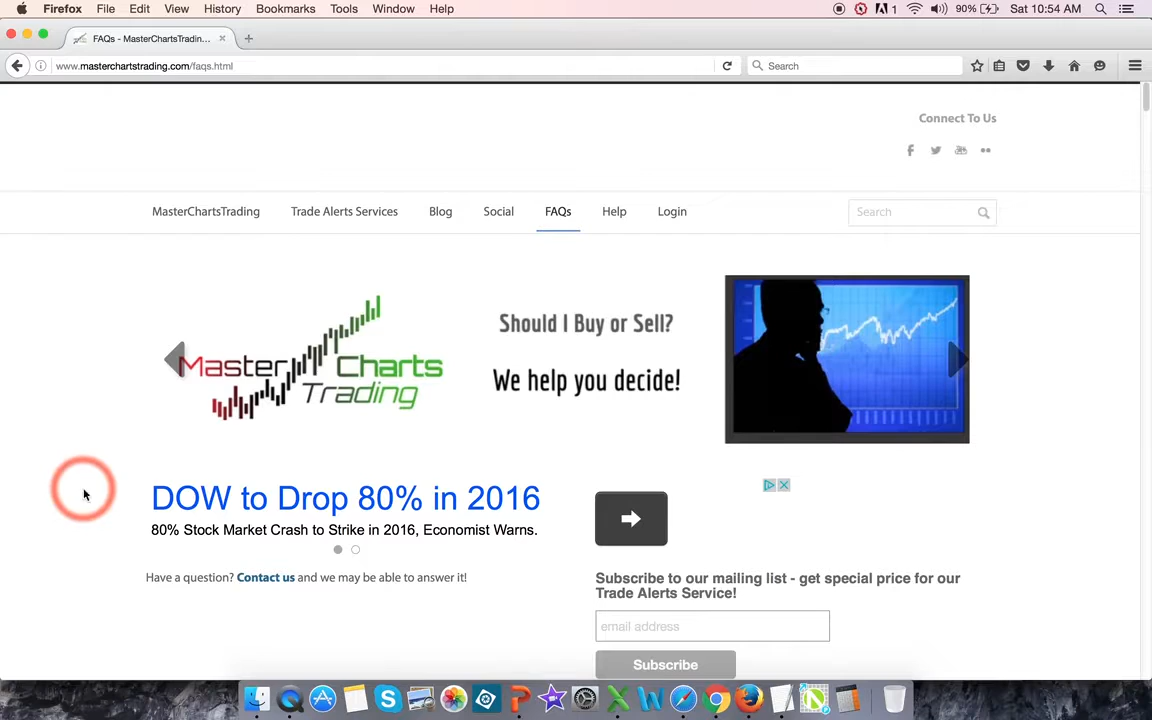 Firefox File Edit View History Bookmarks Tools Window Help 1 90% Sat 10:54 AM
FAQs - MasterChartsTradin...
www.masterchartstrading.com/faqs.html Search
Connect To Us
MasterChartsTrading Trade Alerts Services Blog Social FAQs Help Login Search
Master Charts
Trading
Should I Buy or Sell?
We help you decide!
DOW to Drop 80% in 2016
80% Stock Market Crash to Strike in 2016, Economist Warns.
Have a question? Contact us and we may be able to answer it!
Subscribe to our mailing list - get special price for our
Trade Alerts Service!
email address
Subscribe